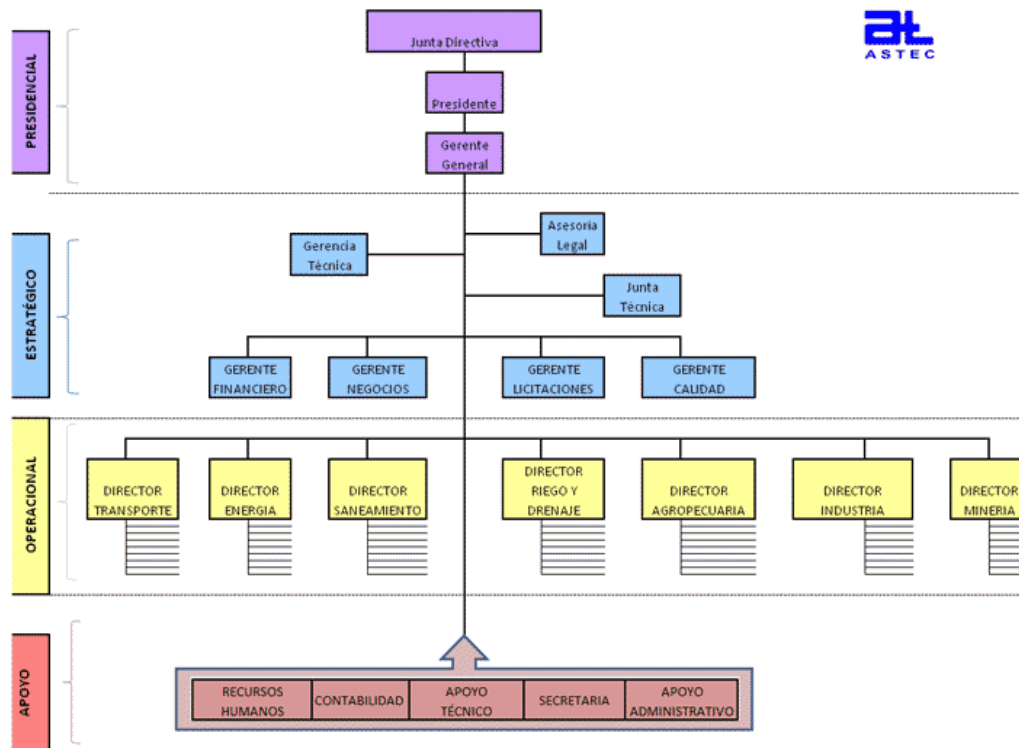 at
ASTEC
PRESIDENCIAL
Junta Directiva
Presidente
Gerente
General
ESTRATÉGICO
Asesoria
Legal
Gerencia
Técnica
Junta
Técnica
GERENTE
FINANCIERO
GERENTE
NEGOCIOS
GERENTE
LICITACIONES
GERENTE
CALIDAD
OPERACIONAL
DIRECTOR
TRANSPORTE
DIRECTOR
ENERGIA
DIRECTOR
SANEAMIENTO
DIRECTOR
RIEGO Y
DRENAJE
DIRECTOR
AGROPECUARIA
DIRECTOR
INDUSTRIA
DIRECTOR
MINERIA
APOYO
RECURSOS
HUMANOS
CONTABILIDAD
APOYO
TÉCNICO
SECRETARIA
APOYO
ADMINISTRATIVO